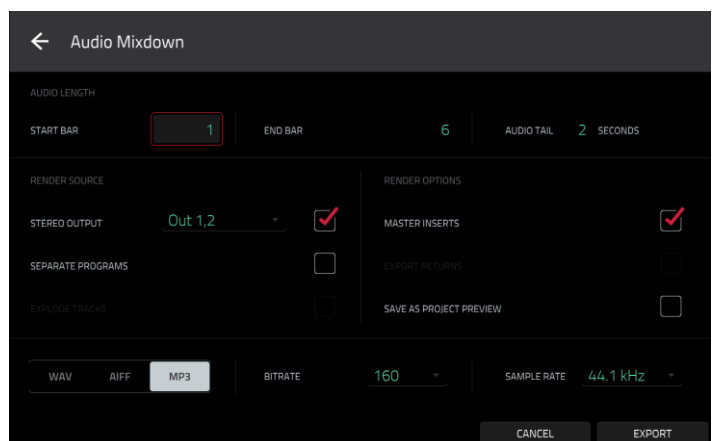 Audio Mixdown
AUDIO LENGTH
START BAR 1 END BAR 6 AUDIO TAIL 2 SECONDS
RENDER SOURCE RENDER OPTIONS
STEREO OUTPUT Out 1,2 MASTER INSERTS
SEPARATE PROGRAMS EXPORT RETURNS
EXPLODE TRACKS SAVE AS PROJECT PREVIEW
WAV AIFF MP3 BITRATE 160 SAMPLE RATE 44.1 kHz
CANCEL EXPORT